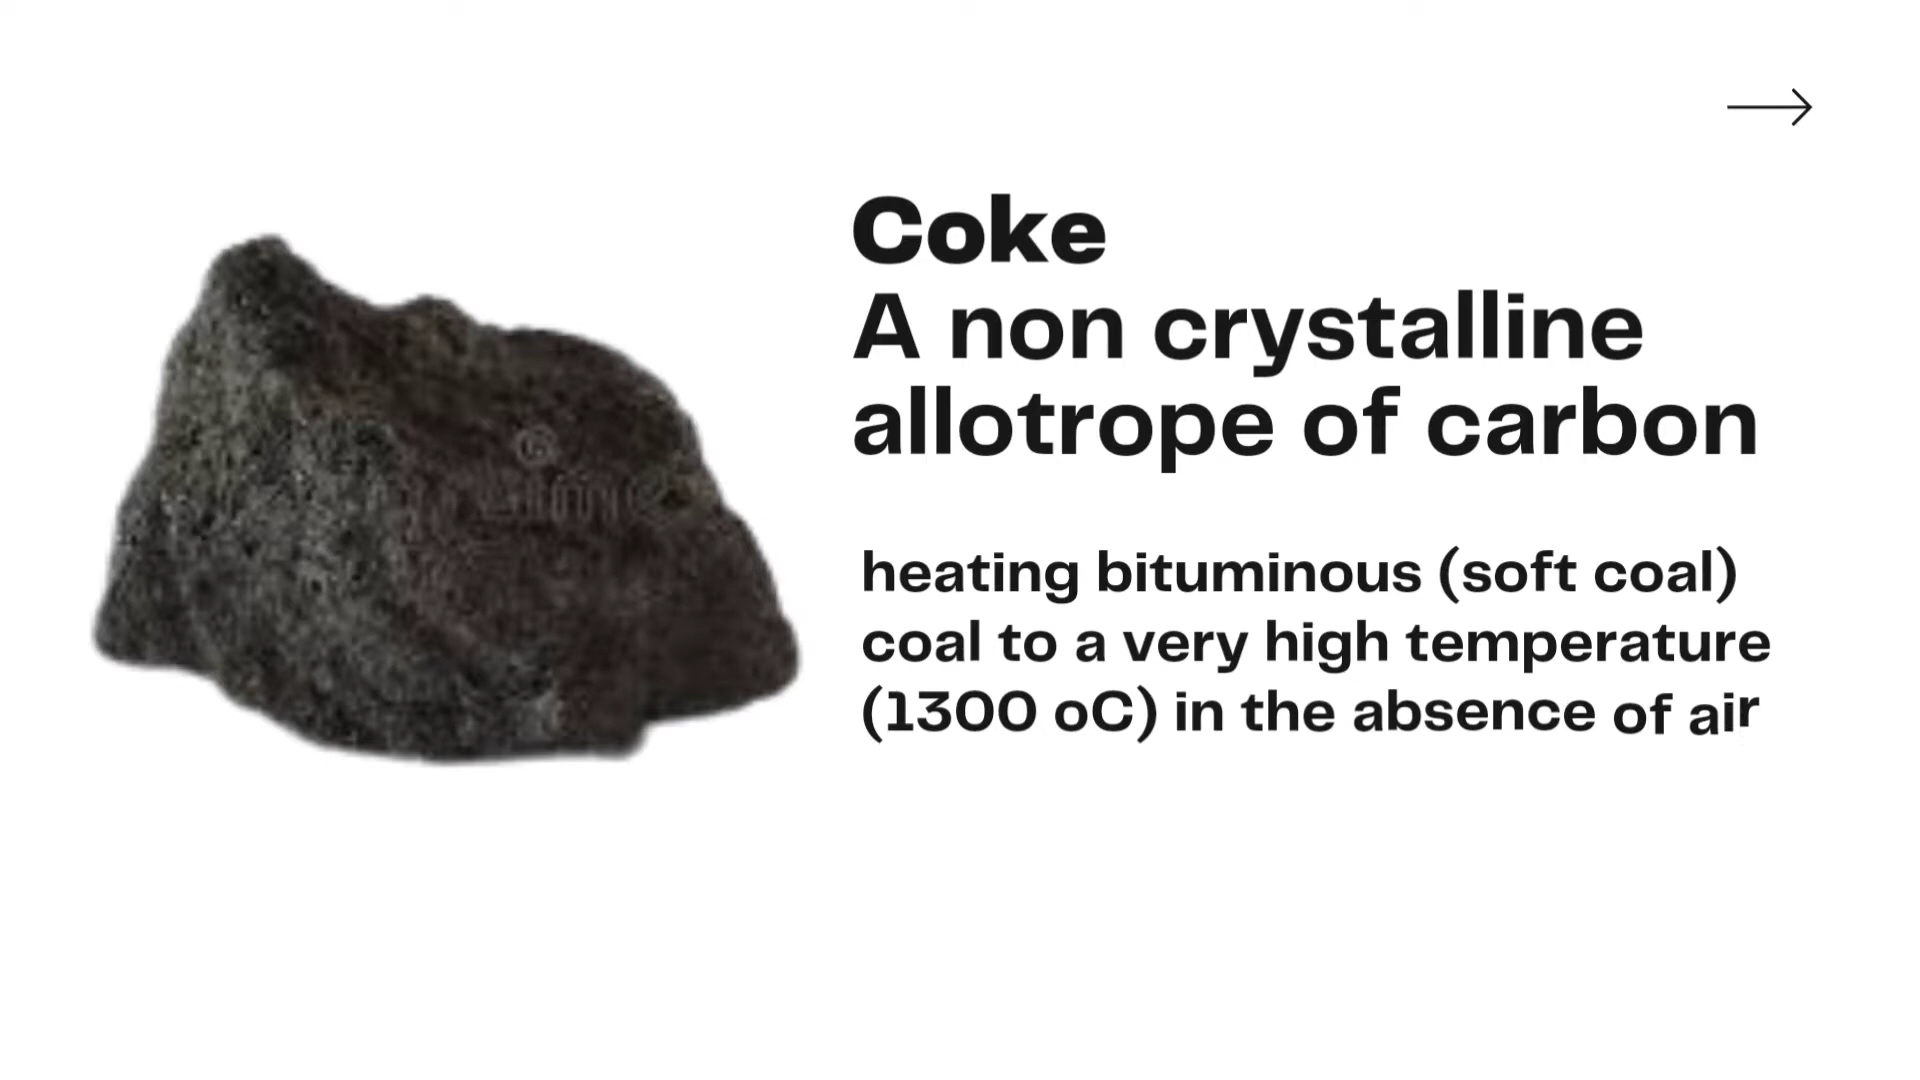 Coke
A non crystalline
allotrope of carbon
heating bituminous (soft coal)
coal to a very high temperature
(1300 oC) in the absence of air